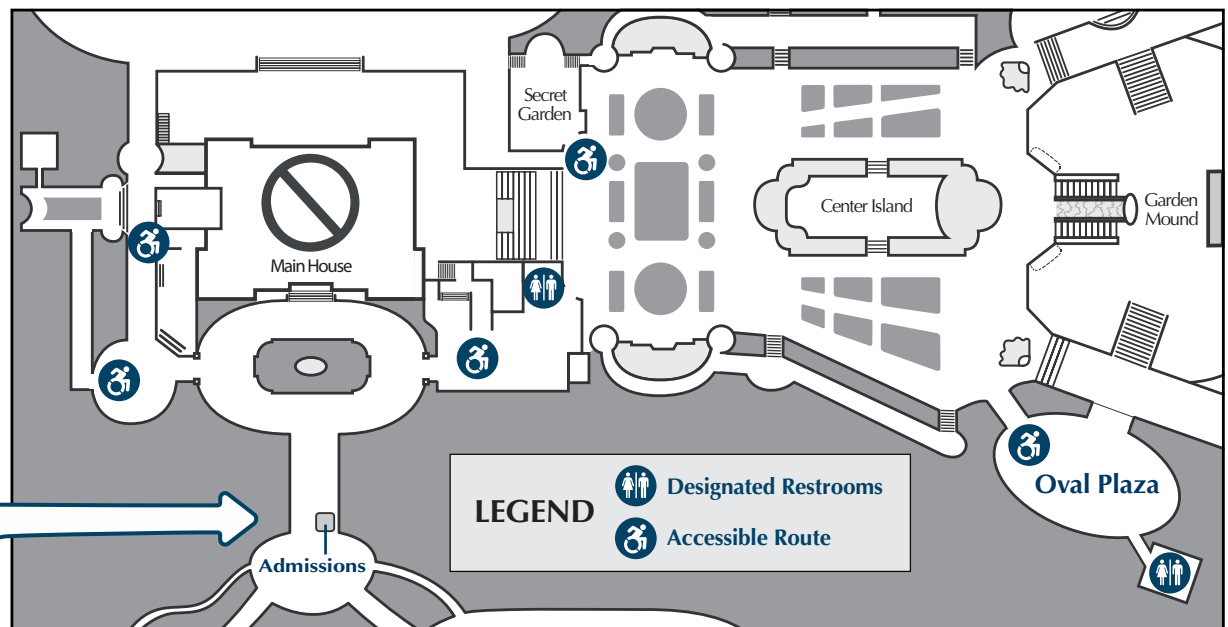 Secret
Garden
Main House
Center Island
Garden
Mound
Oval Plaza
LEGEND
Designated Restrooms
Accessible Route
Admissions